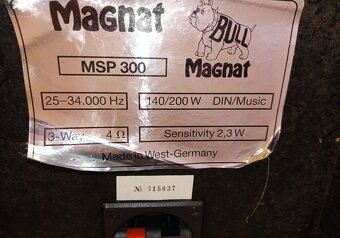 Magnat
BULL
MSP 300
Magnat
25-34.000 Hz
140/200 W DIN/Music
3-Way 4 Ω
Sensitivity 2,3 W
Made in West-Germany
№ 315637